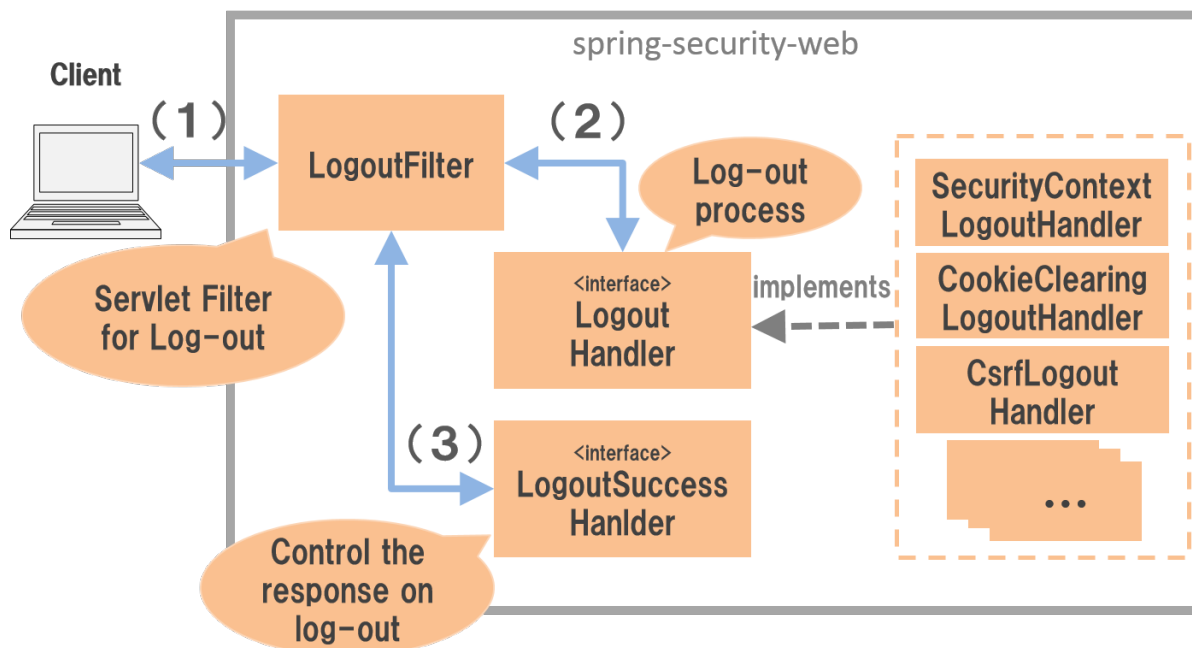 spring-security-web
Client
(1)
(2)
LogoutFilter
Log-out
process
SecurityContext
LogoutHandler
Servlet Filter
for Log-out
<interface>
Logout
Handler
implements
CookieClearing
LogoutHandler
CsrfLogout
Handler
(3)
<interface>
LogoutSuccess
Hanlder
...
Control the
response on
log-out